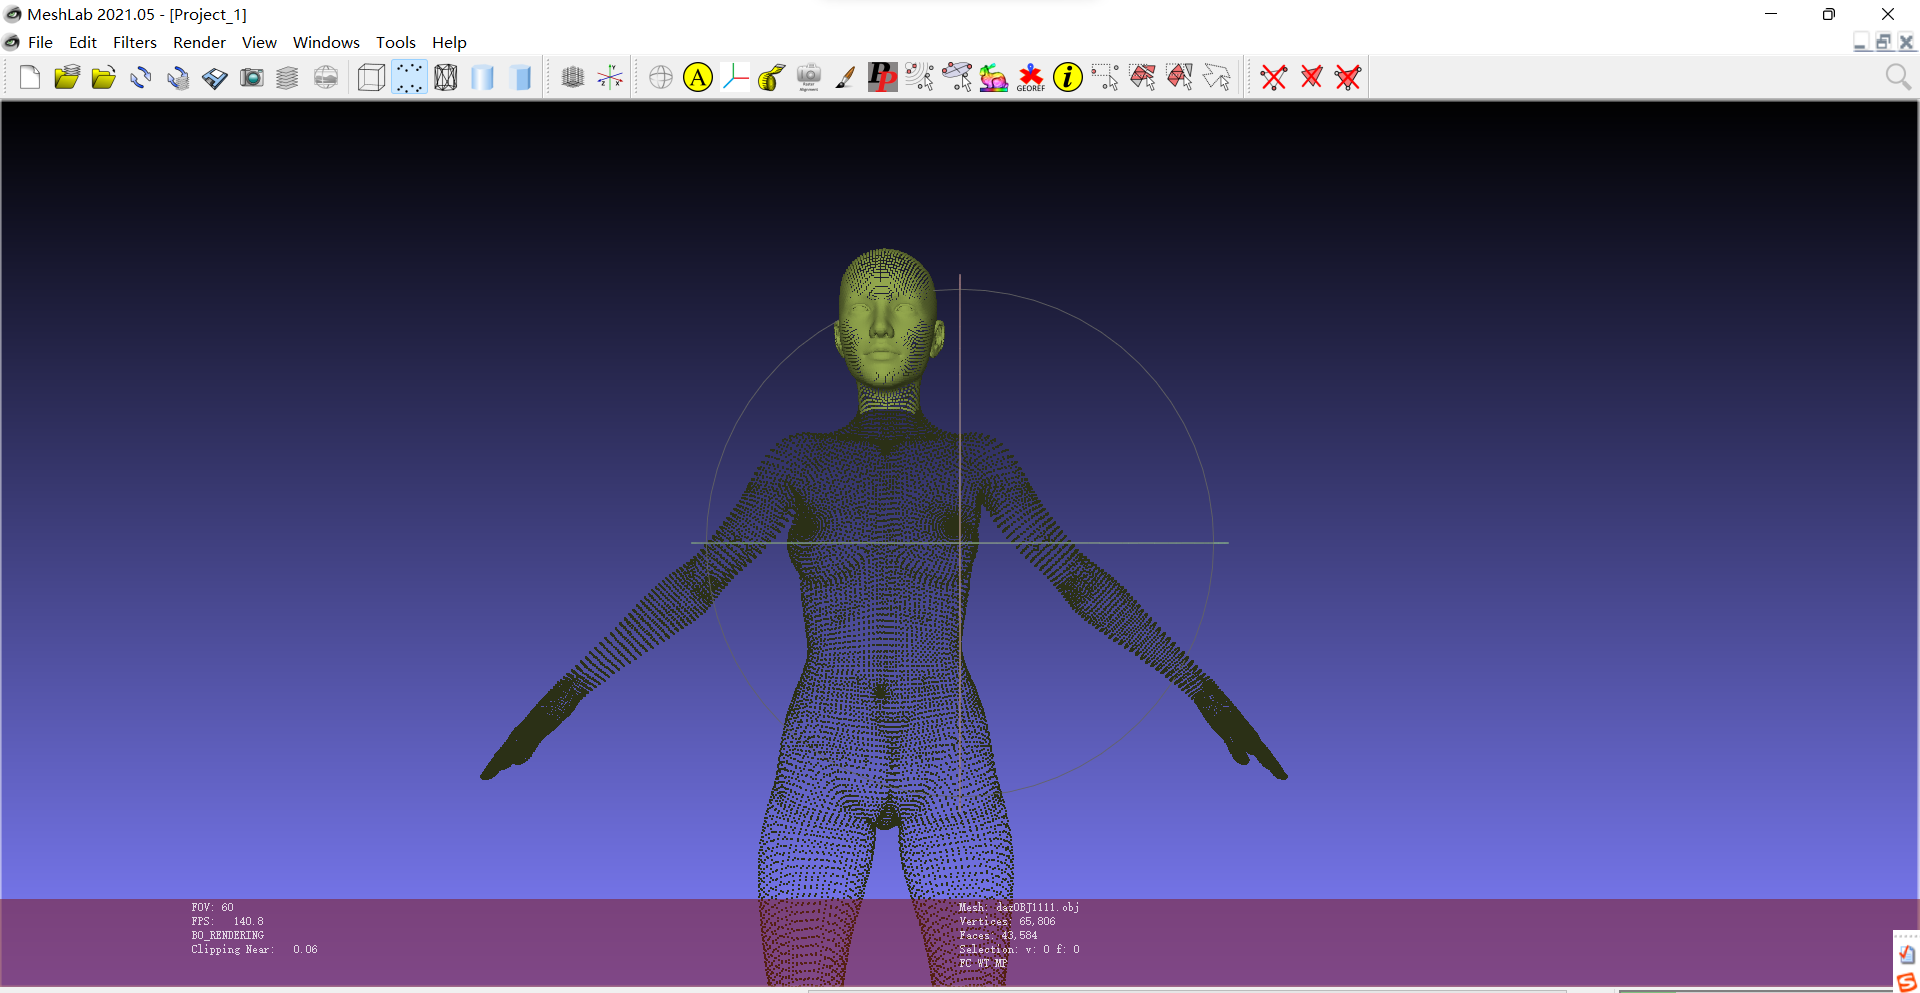 MeshLab 2021.05 - [Project_1]
File Edit Filters Render View Windows Tools Help
A
PP
GEOREF
i
FOV: 60
FPS: 140.8
BO_RENDERING
Clipping Near: 0.06
Mesh: dazOBJ1111.obj
Vertices: 65,806
Faces: 43,584
Selection: v: 0 f: 0
FC WT MP